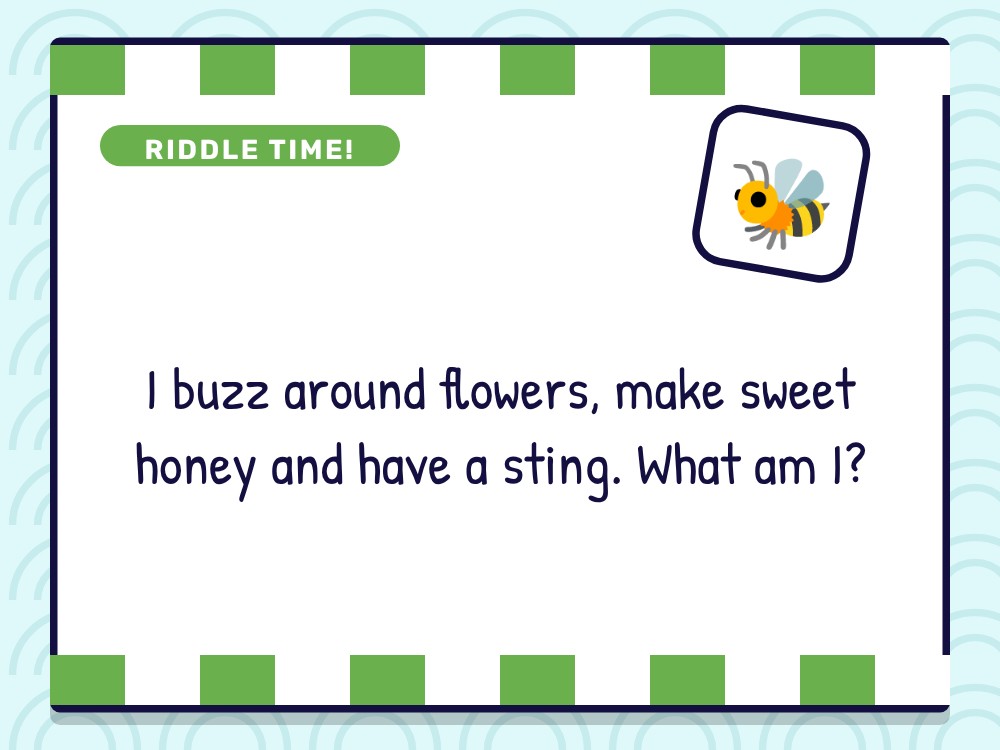 RIDDLE TIME!
I buzz around flowers, make sweet
honey and have a sting. What am I?